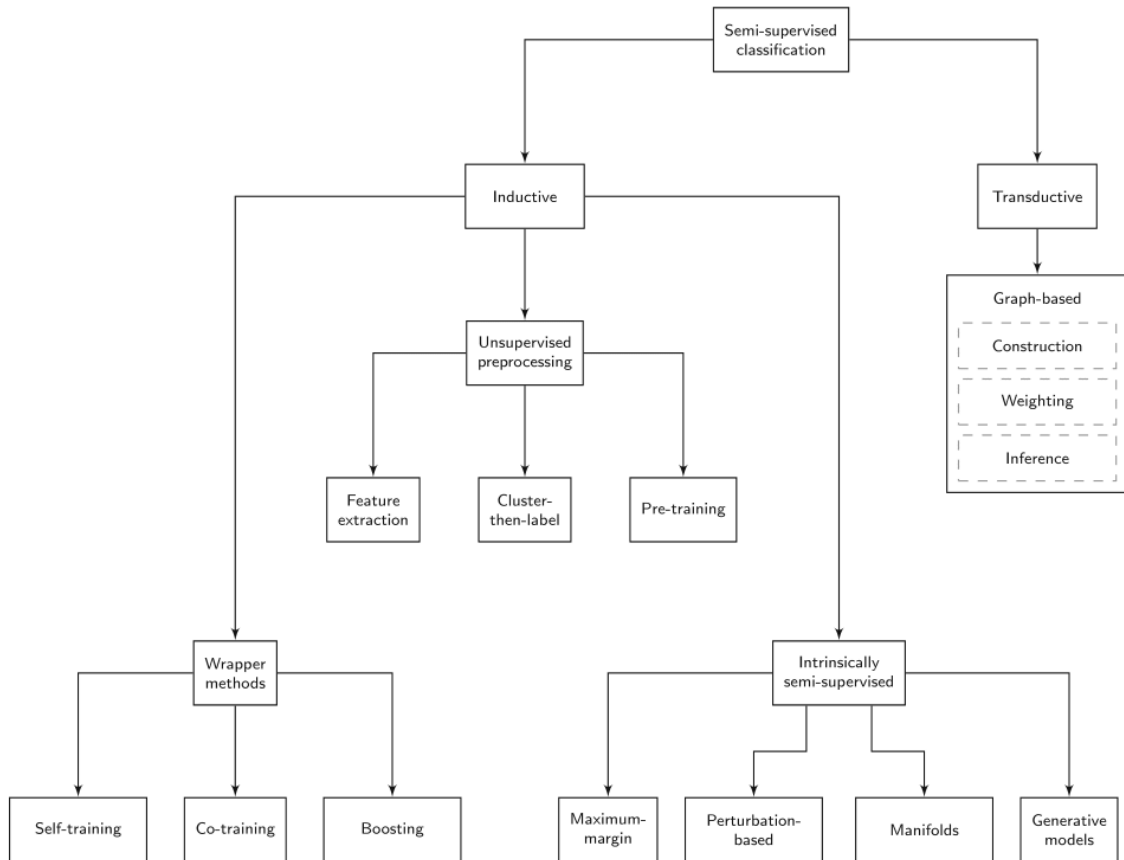 Semi-supervised
classification
Inductive
Transductive
Graph-based
Construction
Weighting
Inference
Unsupervised
preprocessing
Feature
extraction
Cluster-
then-label
Pre-training
Wrapper
methods
Intrinsically
semi-supervised
Self-training
Co-training
Boosting
Maximum-
margin
Perturbation-
based
Manifolds
Generative
models